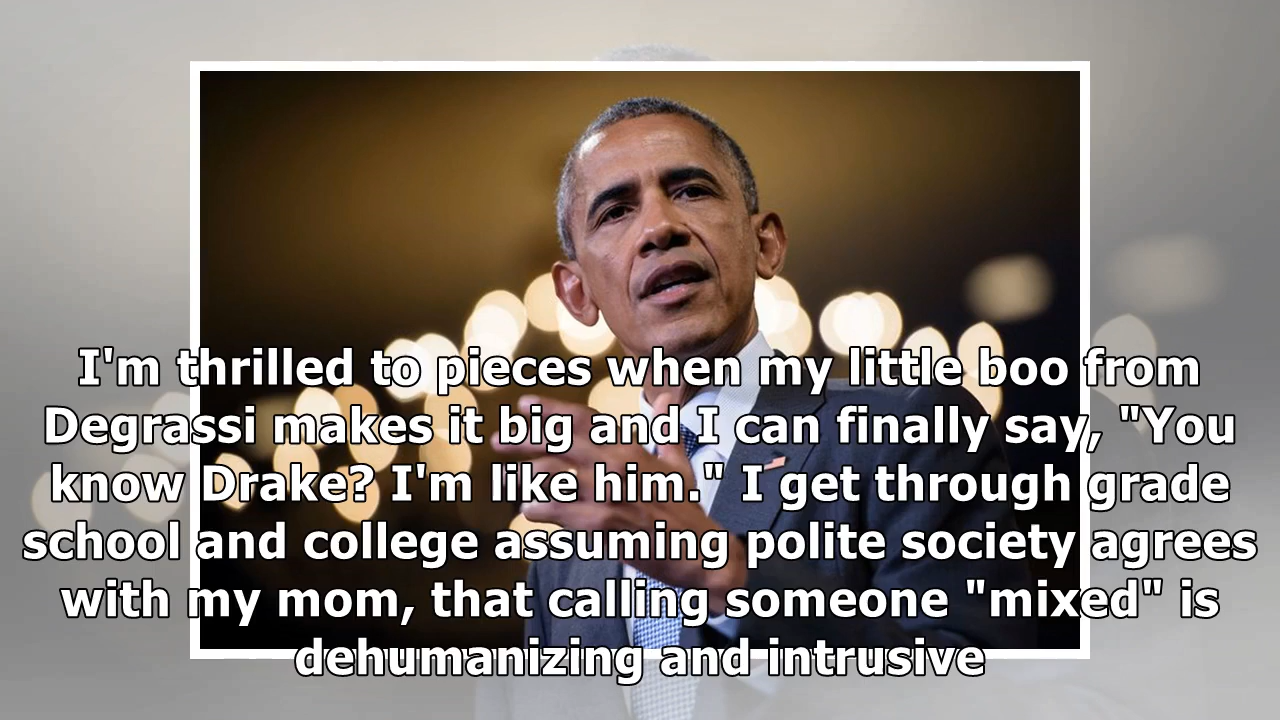 I'm thrilled to pieces when my little boo from
Degrassi makes it big and I can finally say, "You
know Drake? I'm like him." I get through grade
school and college assuming polite society agrees
with my mom, that calling someone "mixed" is
dehumanizing and intrusive